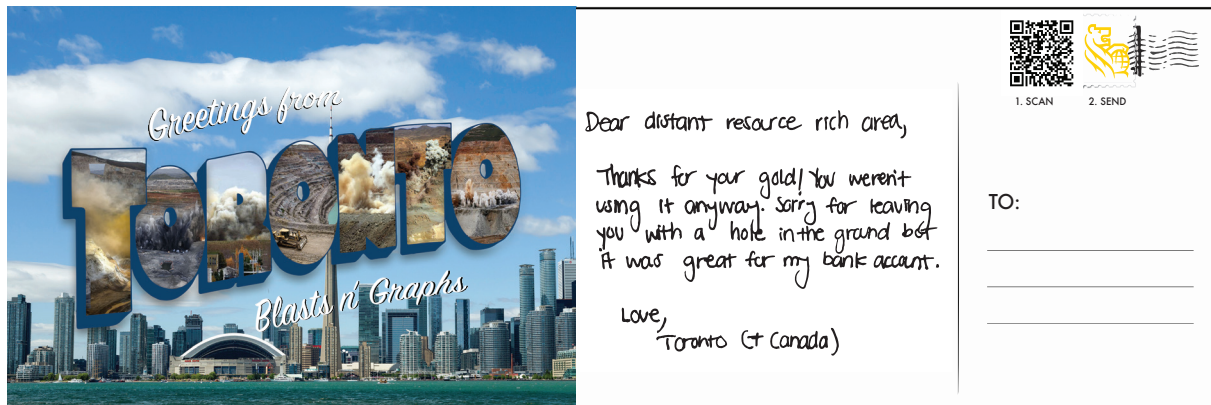 Greetings from
TORONTO
Blasts n' Graphs
Dear distant resource rich area,
Thanks for your gold! You weren't
using it anyway. Sorry for leaving
you with a hole in the ground but
it was great for my bank account.
Love,
Toronto (+ Canada)
1. SCAN
2. SEND
TO: